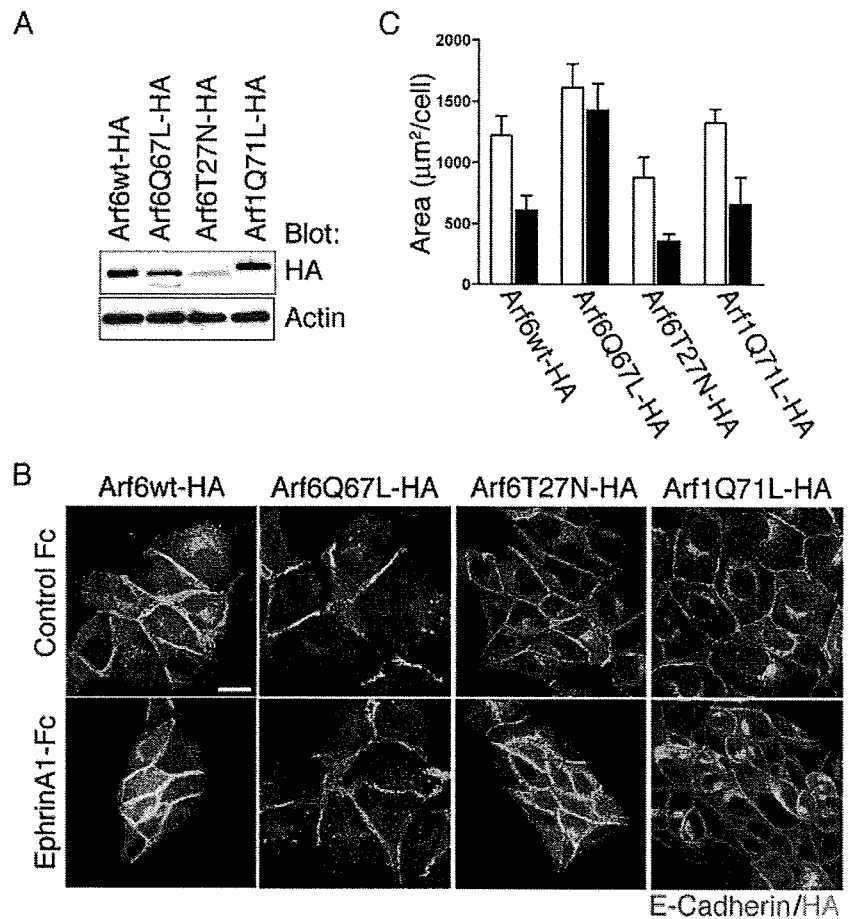 A
Arf6wt-HA
Arf6Q67L-HA
Arf6T27N-HA
Arf1Q71L-HA
Blot:
HA
Actin
C
2000
1500
1000
500
0
Area (μm²/cell)
Arf6wt-HA
Arf6Q67L-HA
Arf6T27N-HA
Arf1Q71L-HA
B
Arf6wt-HA Arf6Q67L-HA Arf6T27N-HA Arf1Q71L-HA
Control Fc
EphrinA1-Fc
E-Cadherin/HA